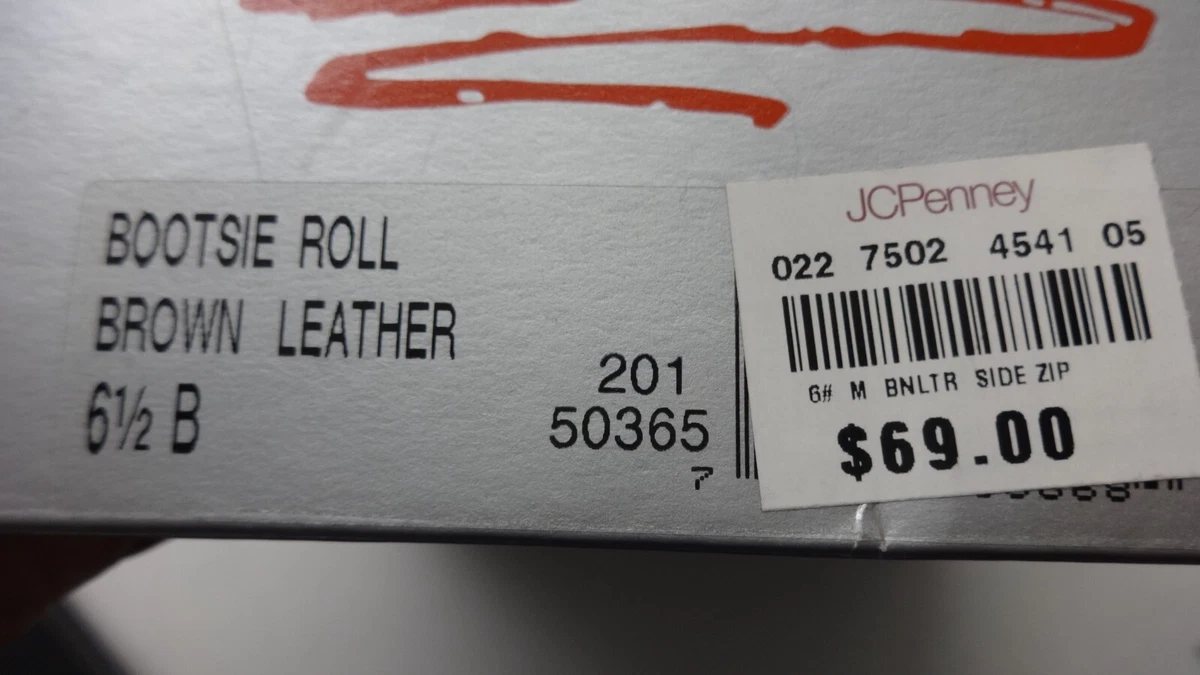 BOOTSIE ROLL
BROWN LEATHER
6½ B
201
50365
7
JCPenney
022 7502 4541 05
6# M BNLTR SIDE ZIP
$69.00